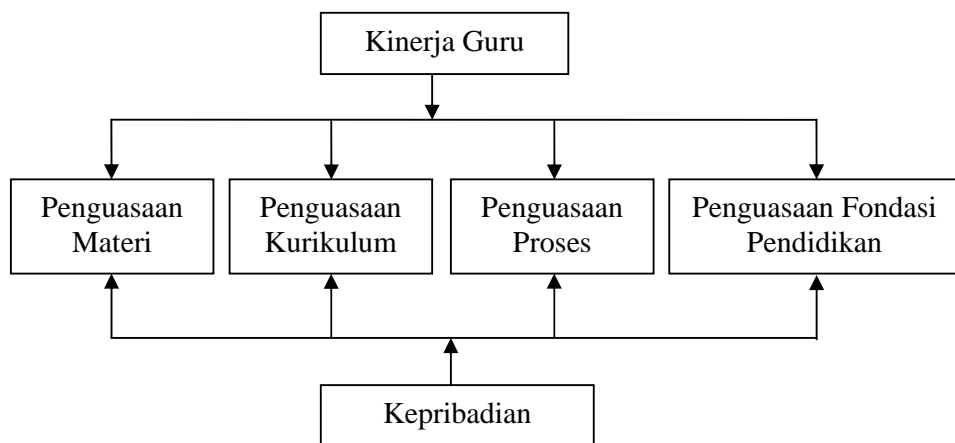 Kinerja Guru
Penguasaan
Materi
Penguasaan
Kurikulum
Penguasaan
Proses
Penguasaan Fondasi
Pendidikan
Kepribadian